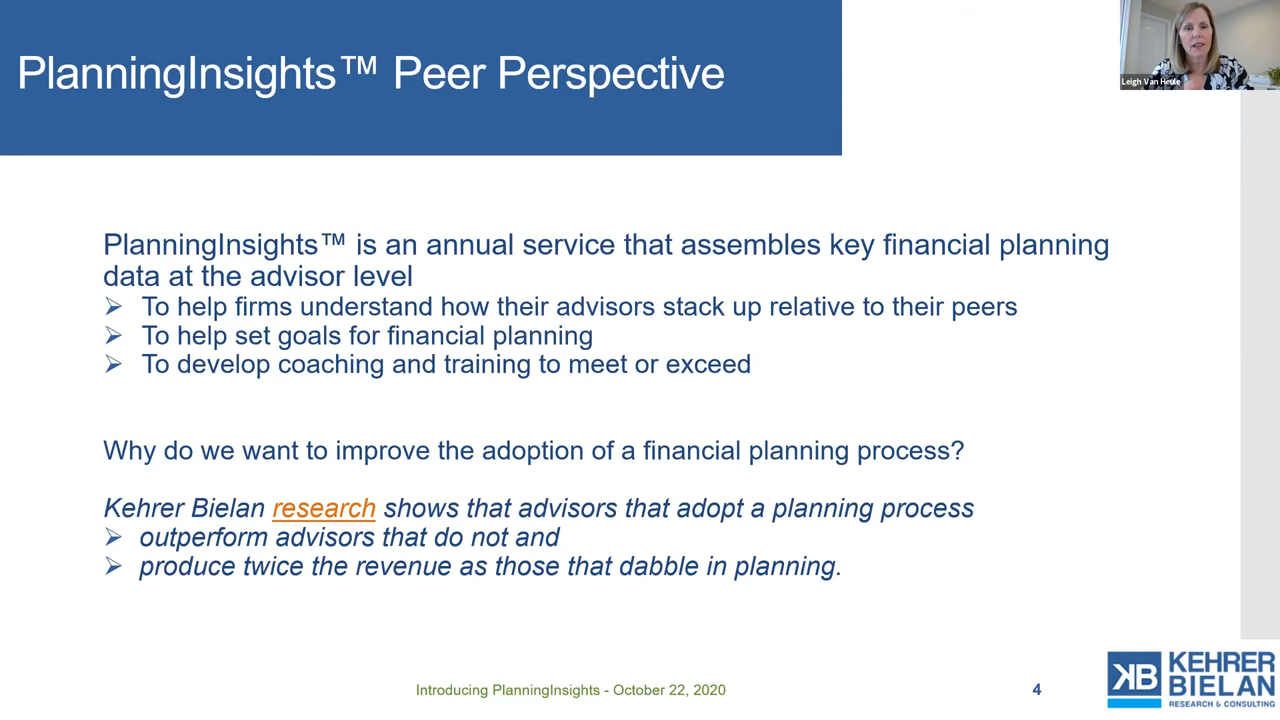 PlanningInsights™ Peer Perspective
Leigh Van Heule
PlanningInsights™ is an annual service that assembles key financial planning
data at the advisor level
➢ To help firms understand how their advisors stack up relative to their peers
➢ To help set goals for financial planning
➢ To develop coaching and training to meet or exceed
Why do we want to improve the adoption of a financial planning process?
Kehrer Bielan research shows that advisors that adopt a planning process
➢ outperform advisors that do not and
➢ produce twice the revenue as those that dabble in planning.
Introducing PlanningInsights - October 22, 2020
4
KB
KEHRER
BIELAN
RESEARCH & CONSULTING